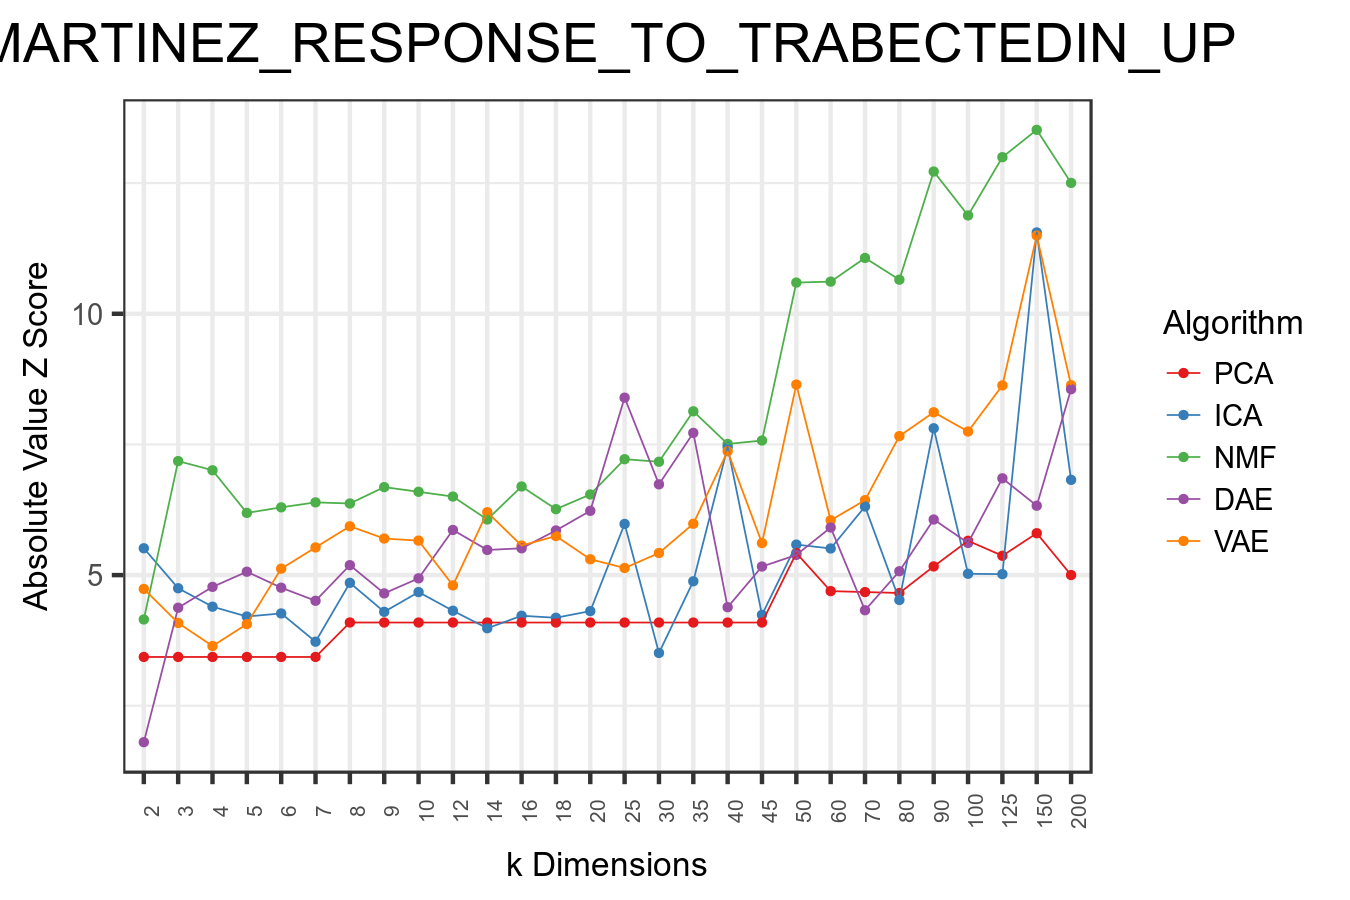 MARTINEZ_RESPONSE_TO_TRABECTEDIN_UP
Absolute Value Z Score
10
5
2 3 4 5 6 7 8 9 10 12 14 16 18 20 25 30 35 40 45 50 60 70 80 90 100 125 150 200
k Dimensions
Algorithm
PCA
ICA
NMF
DAE
VAE